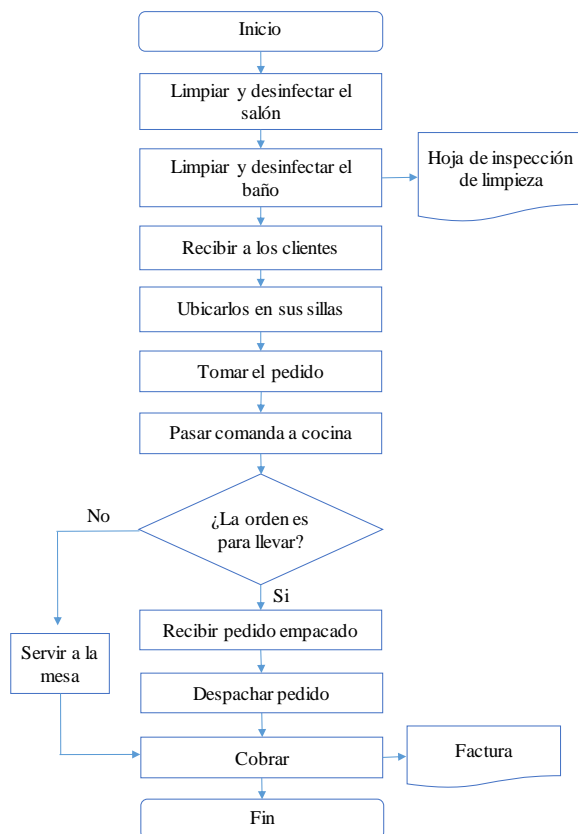 Inicio
Limpiar y desinfectar el
salón
Limpiar y desinfectar el
baño
Hoja de inspección
de limpieza
Recibir a los clientes
Ubicarlos en sus sillas
Tomar el pedido
Pasar comanda a cocina
¿La orden es
para llevar?
No
Si
Recibir pedido empacado
Servir a la
mesa
Despachar pedido
Cobrar
Factura
Fin